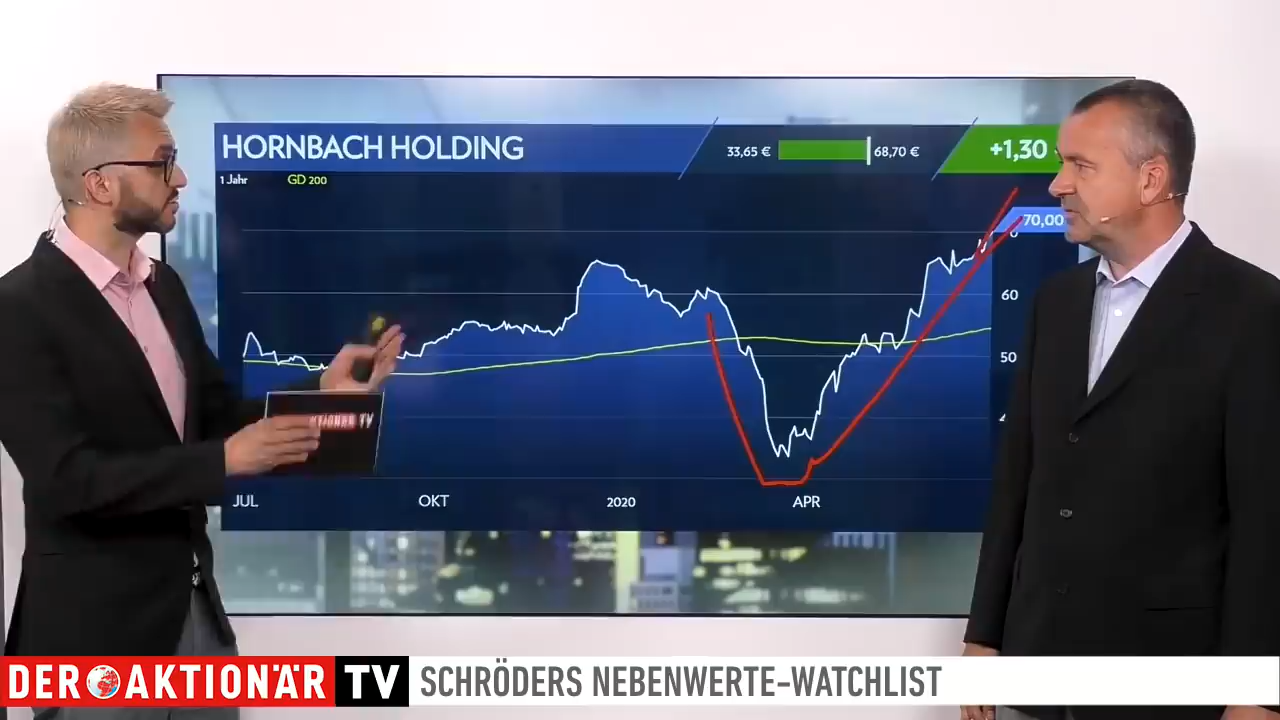 HORNBACH HOLDING
33,65 €
68,70 €
+1,30
1 Jahr
GD 200
70,00
60
50
JUL
OKT
2020
APR
TV
DER AKTIONÄR TV
SCHRÖDERS NEBENWERTE-WATCHLIST